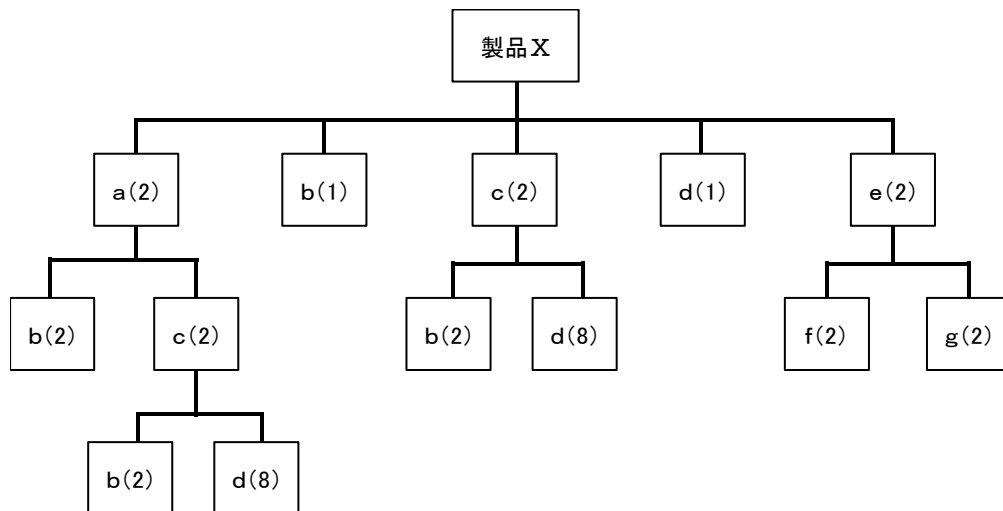 製品X
a(2)
b(1)
c(2)
d(1)
e(2)
b(2)
c(2)
b(2)
d(8)
f(2)
g(2)
b(2)
d(8)